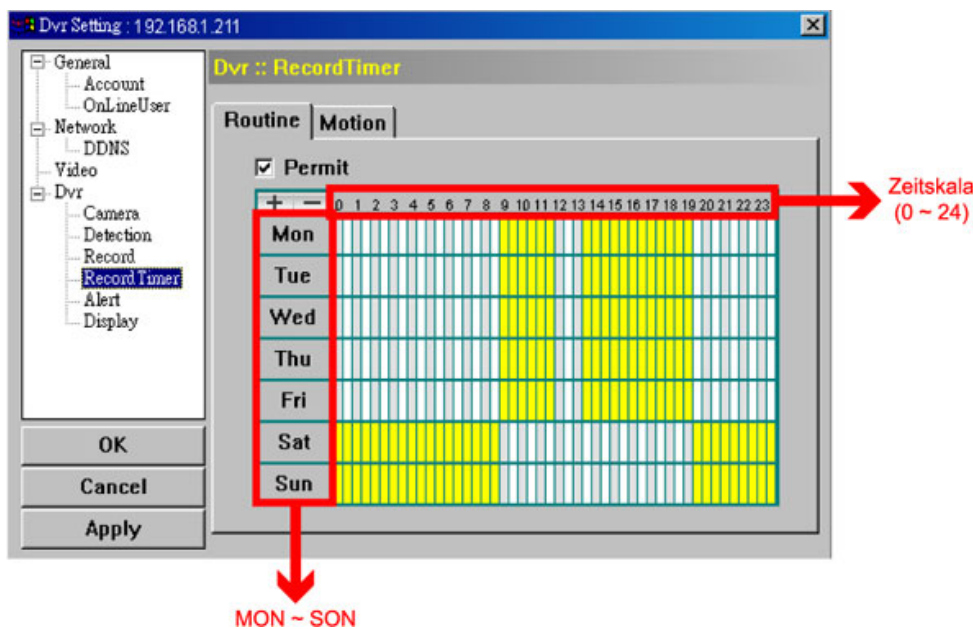 Dvr Setting : 192.168.1.211
General
Account
OnLineUser
Network
DDNS
Video
Dvr
Camera
Detection
Record
Record Timer
Alert
Display
OK
Cancel
Apply
Dvr :: RecordTimer
Routine Motion
Permit
+ - 0 1 2 3 4 5 6 7 8 9 10 11 12 13 14 15 16 17 18 19 20 21 22 23
Mon
Tue
Wed
Thu
Fri
Sat
Sun
Zeitskala
(0 ~ 24)
MON ~ SON